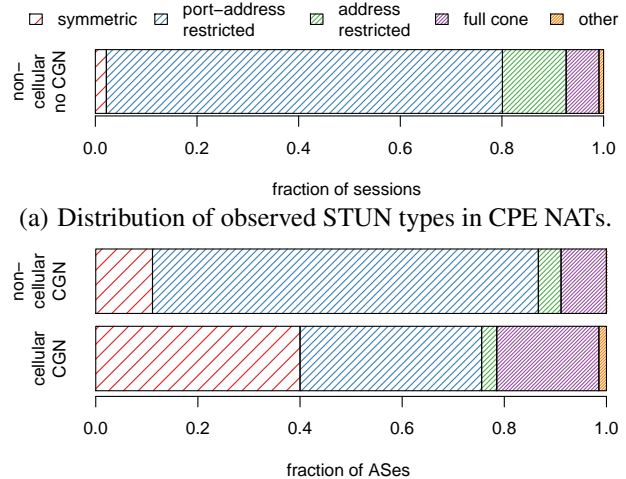 symmetric port−address restricted address restricted full cone other
non−cellular no CGN
0.0 0.2 0.4 0.6 0.8 1.0
fraction of sessions
(a) Distribution of observed STUN types in CPE NATs.
non−cellular CGN
cellular CGN
0.0 0.2 0.4 0.6 0.8 1.0
fraction of ASes